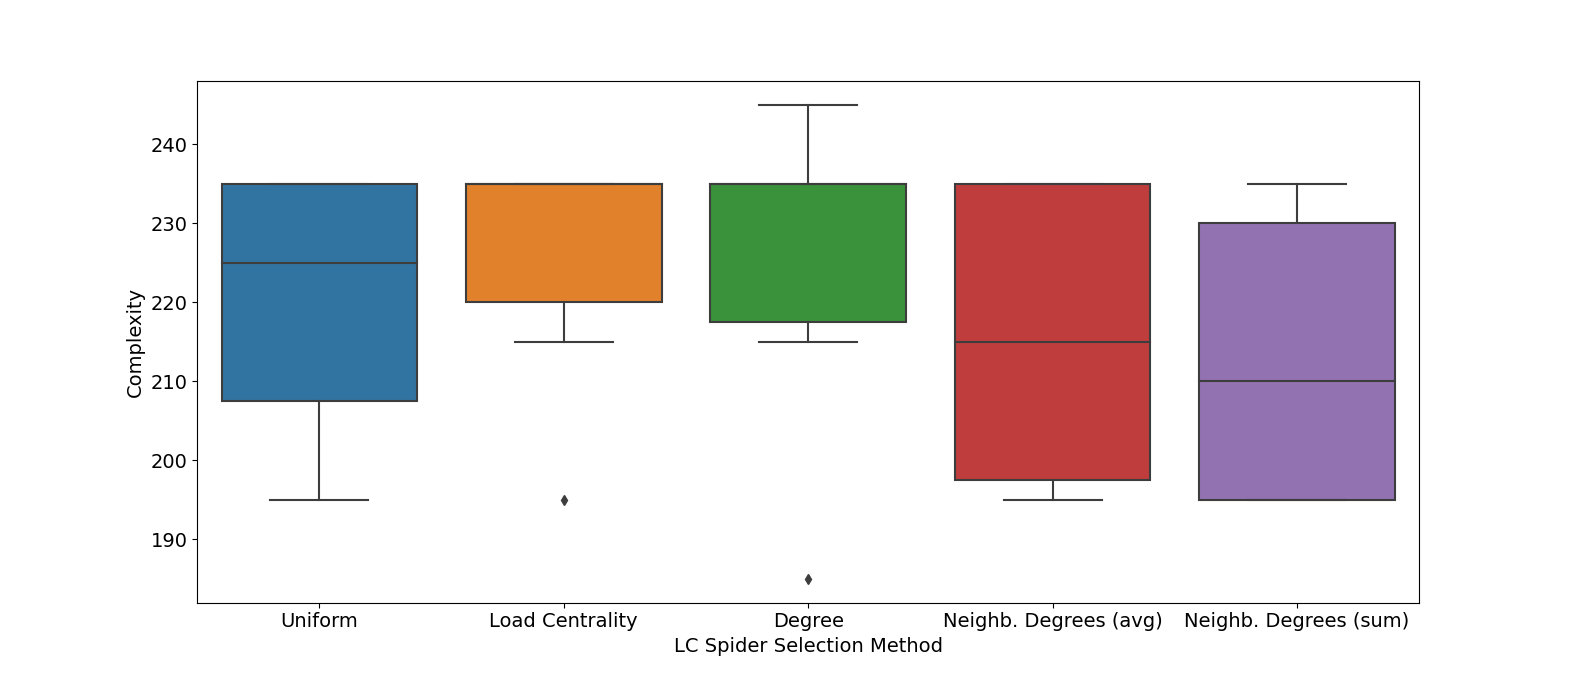 240
230
220
210
200
190
Complexity
Uniform
Load Centrality
Degree
Neighb. Degrees (avg)
Neighb. Degrees (sum)
LC Spider Selection Method